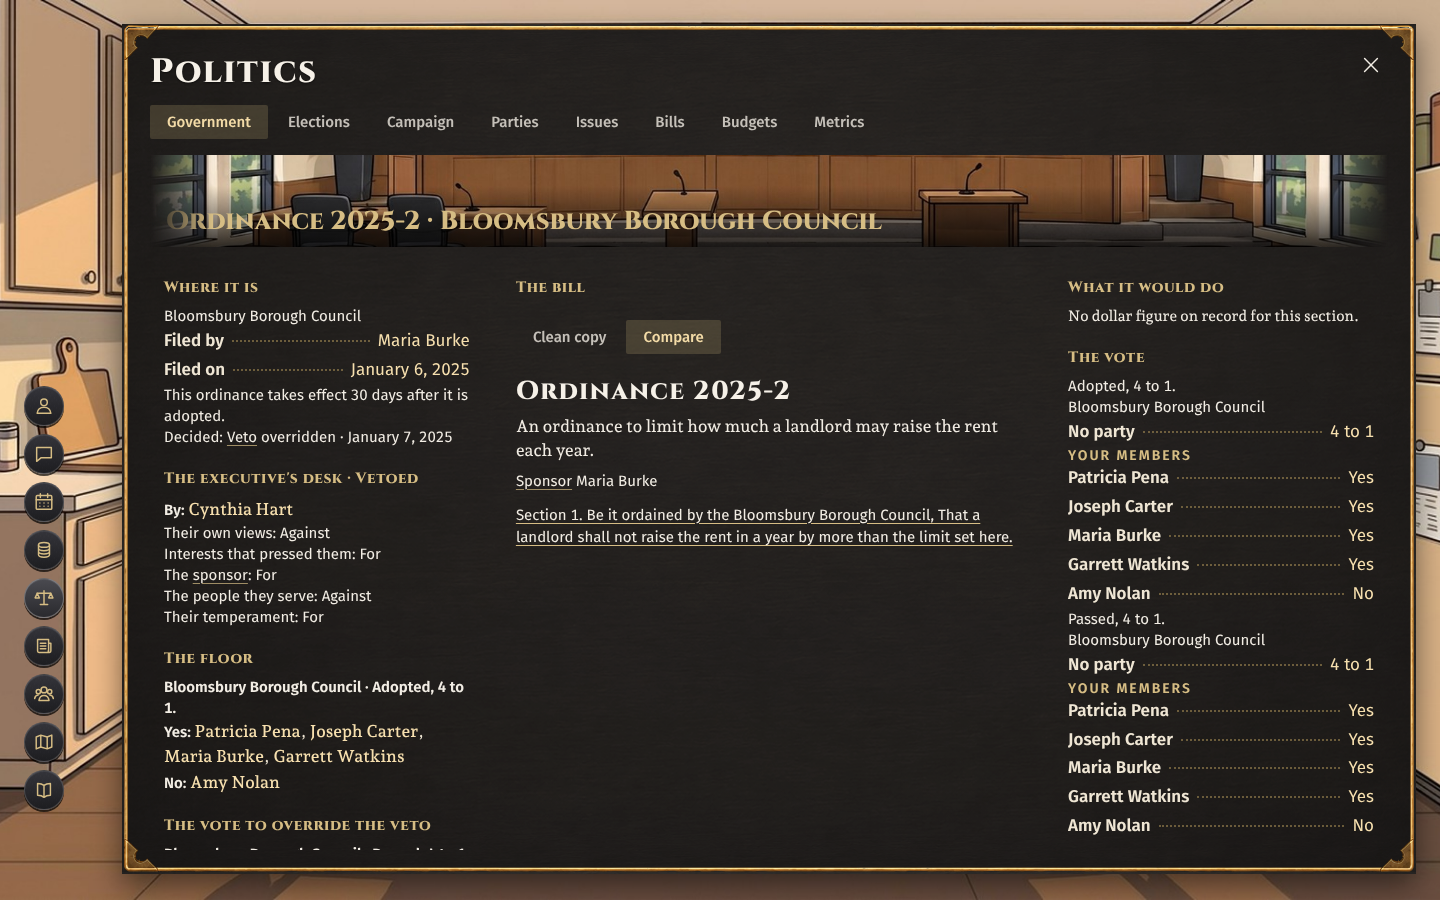 Politics
Government
Elections
Campaign
Parties
Issues
Bills
Budgets
Metrics
Ordinance 2025-2 · Bloomsbury Borough Council
Where it is
Bloomsbury Borough Council
Filed by Maria Burke
Filed on January 6, 2025
This ordinance takes effect 30 days after it is
adopted.
Decided: Veto overridden · January 7, 2025
The executive's desk · Vetoed
By: Cynthia Hart
Their own views: Against
Interests that pressed them: For
The sponsor: For
The people they serve: Against
Their temperament: For
The floor
Bloomsbury Borough Council · Adopted, 4 to
1.
Yes: Patricia Pena, Joseph Carter,
Maria Burke, Garrett Watkins
No: Amy Nolan
The vote to override the veto
The bill
Clean copy
Compare
Ordinance 2025-2
An ordinance to limit how much a landlord may raise the rent
each year.
Sponsor Maria Burke
Section 1. Be it ordained by the Bloomsbury Borough Council, That a
landlord shall not raise the rent in a year by more than the limit set here.
What it would do
No dollar figure on record for this section.
The vote
Adopted, 4 to 1.
Bloomsbury Borough Council
No party 4 to 1
YOUR MEMBERS
Patricia Pena Yes
Joseph Carter Yes
Maria Burke Yes
Garrett Watkins Yes
Amy Nolan No
Passed, 4 to 1.
Bloomsbury Borough Council
No party 4 to 1
YOUR MEMBERS
Patricia Pena Yes
Joseph Carter Yes
Maria Burke Yes
Garrett Watkins Yes
Amy Nolan No